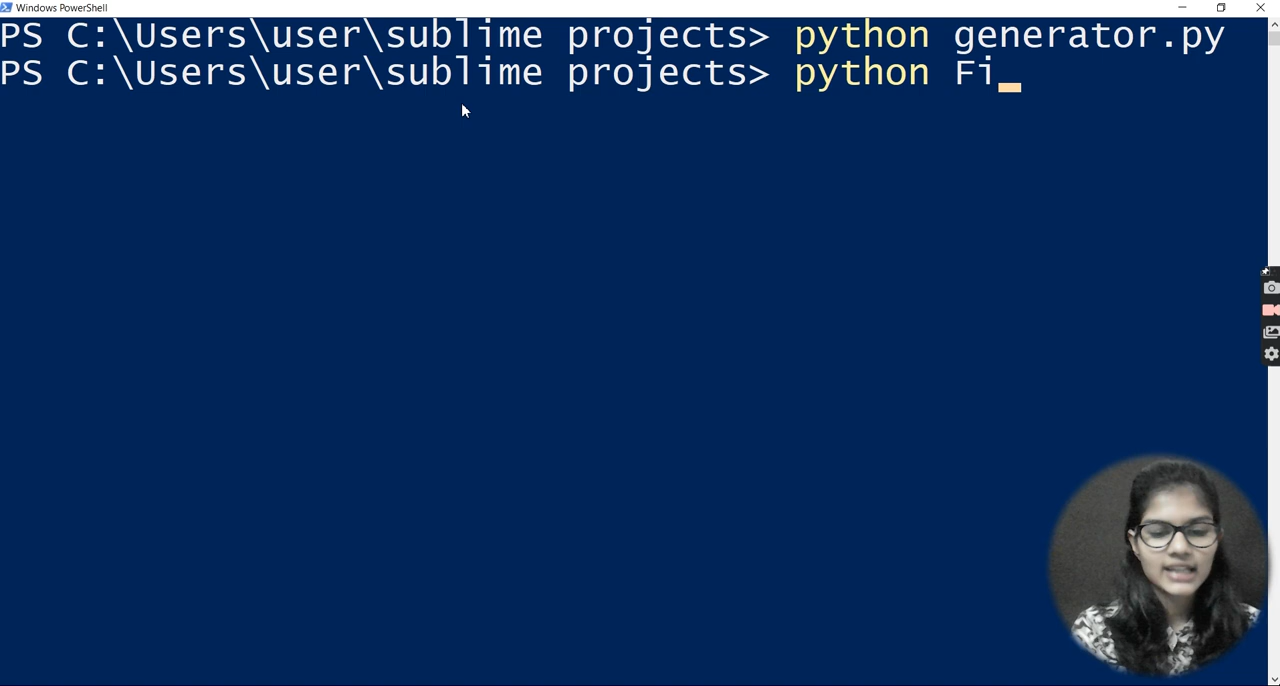 Windows PowerShell
PS C:\Users\user\sublime projects> python generator.py
PS C:\Users\user\sublime projects> python Fi